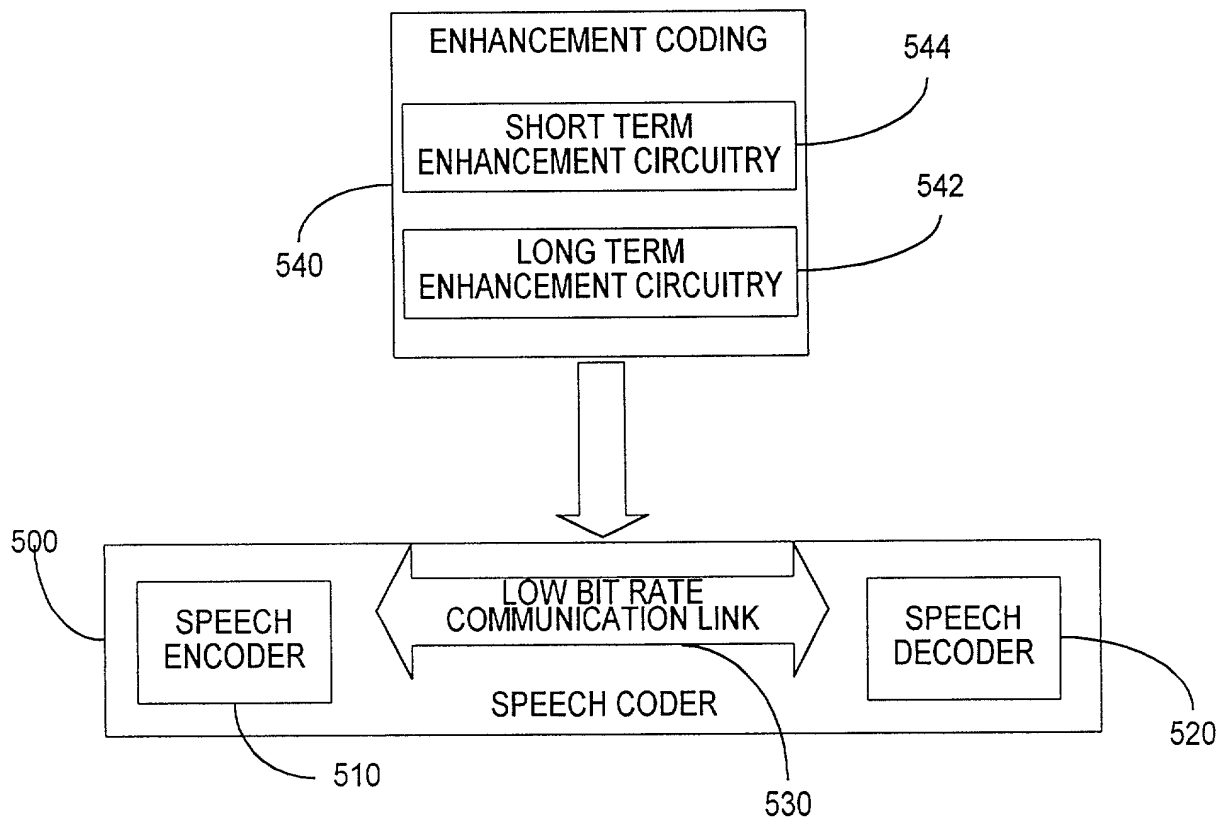 ENHANCEMENT CODING
544
SHORT TERM
ENHANCEMENT CIRCUITRY
542
LONG TERM
ENHANCEMENT CIRCUITRY
540
500
SPEECH
ENCODER
LOW BIT RATE
COMMUNICATION LINK
SPEECH
DECODER
SPEECH CODER
520
510
530